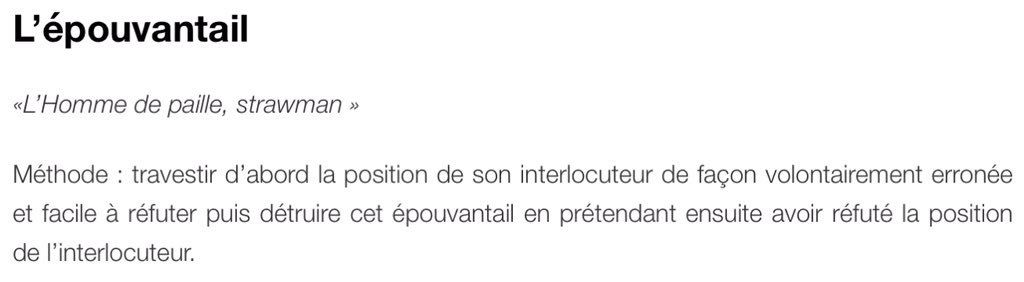 L’épouvantail
«L’Homme de paille, strawman »
Méthode : travestir d’abord la position de son interlocuteur de façon volontairement erronée
et facile à réfuter puis détruire cet épouvantail en prétendant ensuite avoir réfuté la position
de l’interlocuteur.